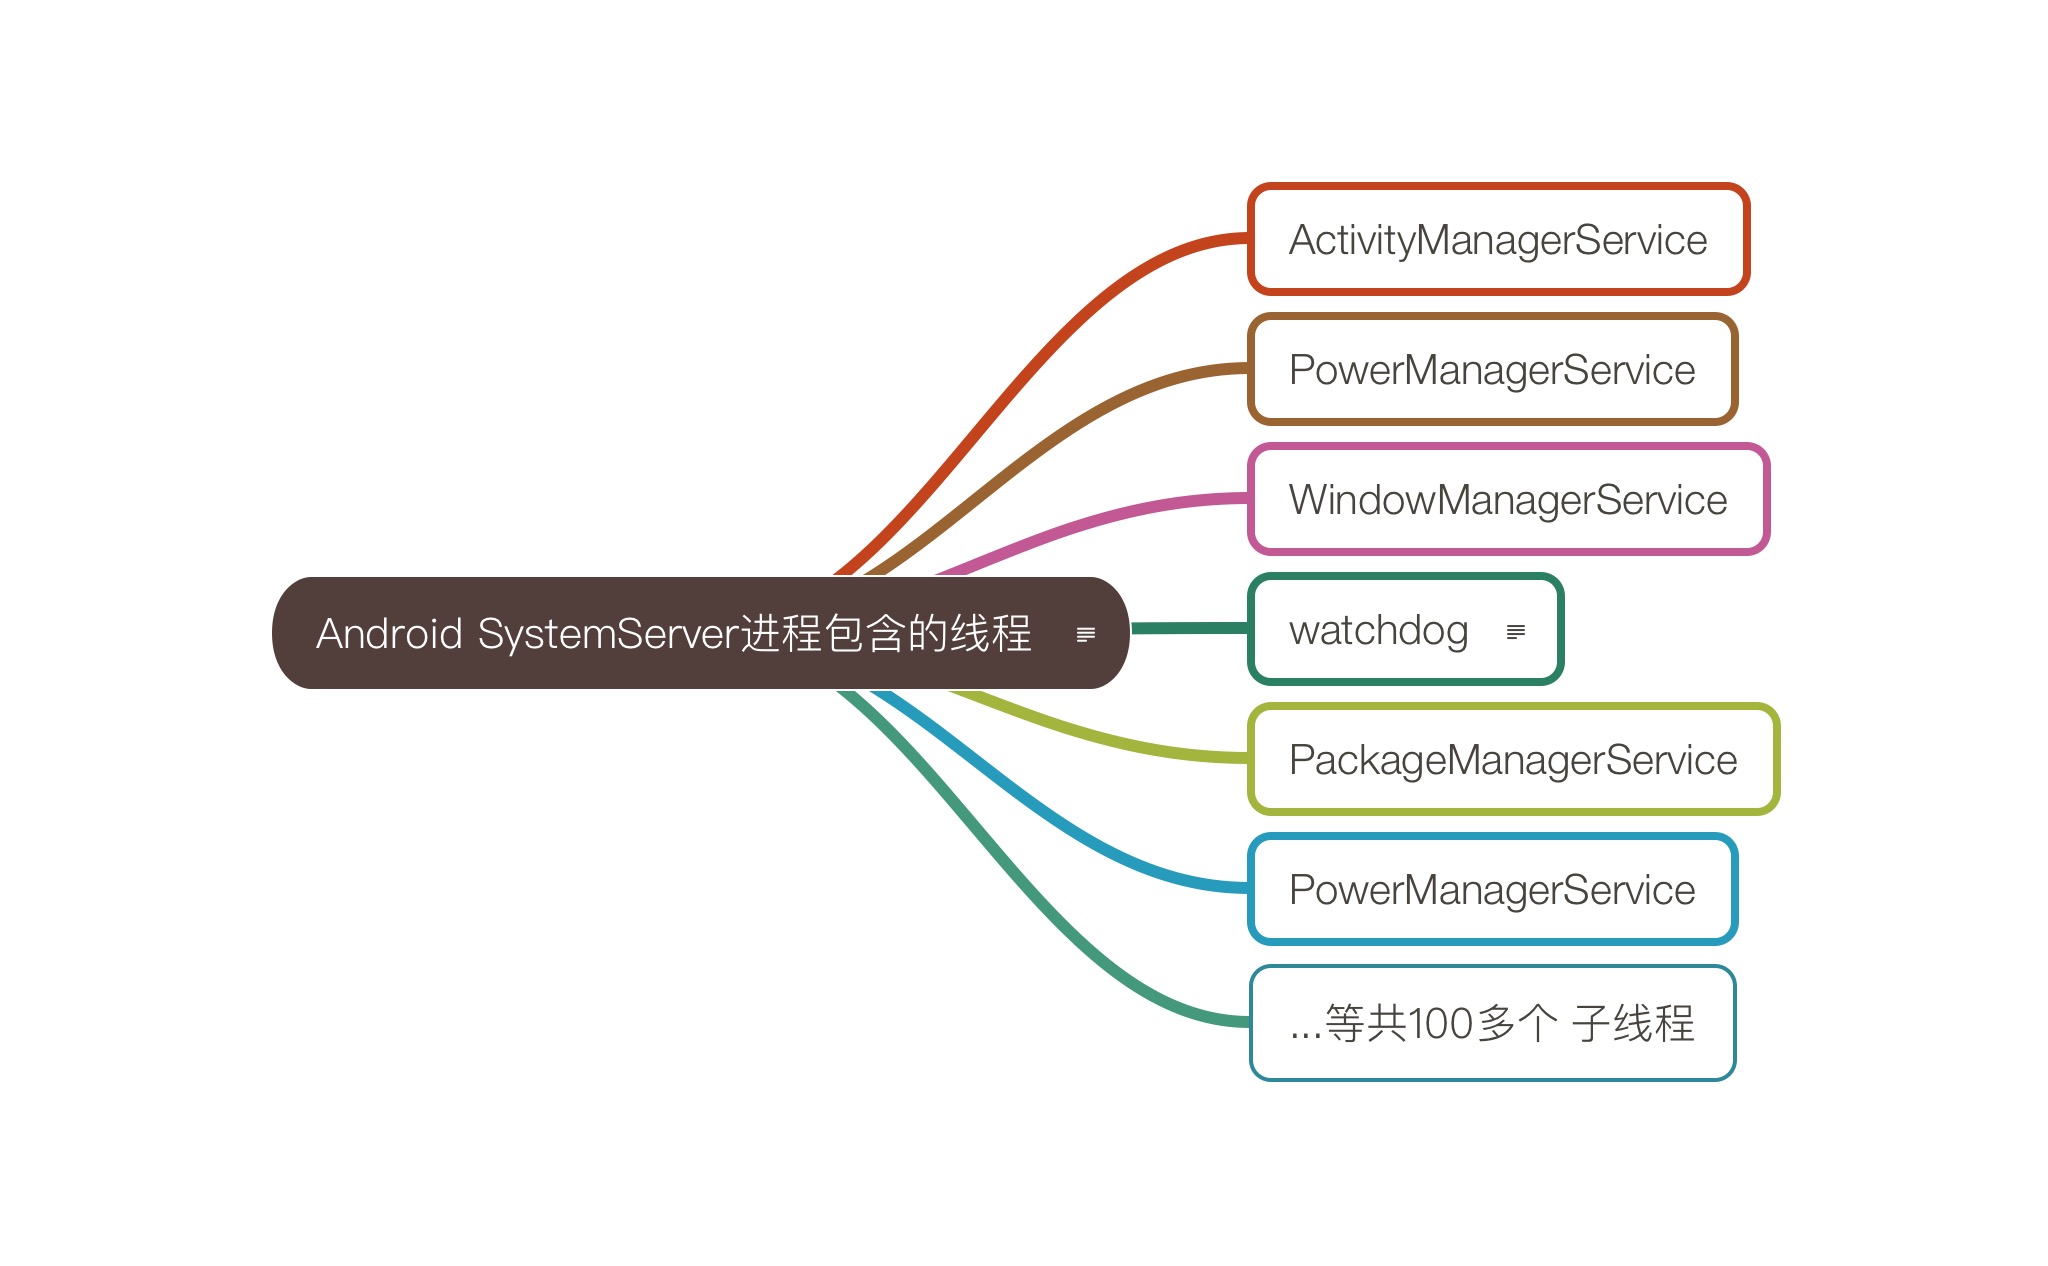 Android SystemServer进程包含的线程
ActivityManagerService
PowerManagerService
WindowManagerService
watchdog
PackageManagerService
PowerManagerService
...等共100多个 子线程